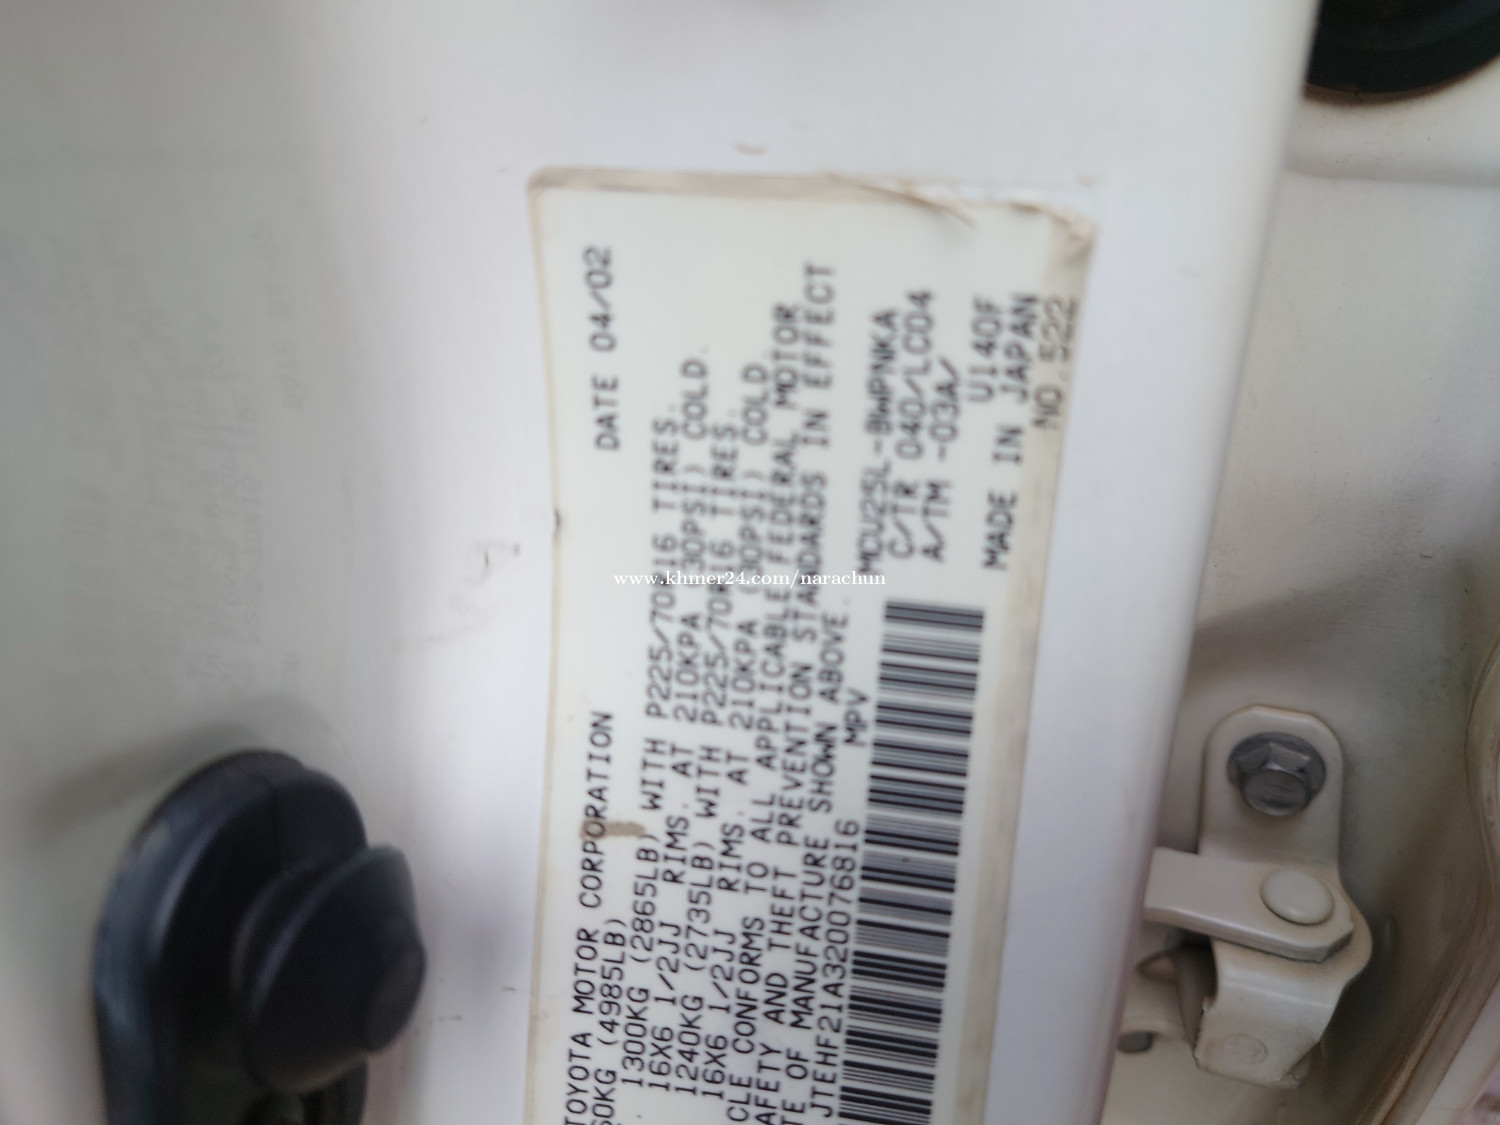 TOYOTA MOTOR CORPORATION DATE 04/02
60KG (4985LB)
1300KG (2865LB) WITH P225/70R16 TIRES.
16X6 1/2JJ RIMS. AT 210KPA (30PSI) COLD.
1240KG (2735LB) WITH P225/70R16 TIRES.
16X6 1/2JJ RIMS. AT 210KPA (30PSI) COLD.
CLE CONFORMS TO ALL APPLICABLE FEDERAL MOTOR
AFETY AND THEFT PREVENTION STANDARDS IN EFFECT
TE OF MANUFACTURE SHOWN ABOVE.
JTEHF21A320076816 MPV MCU25L-BWPNKA
C/TR 040/LC04
A/TM -03A/
U140F
MADE IN JAPAN
NO.522
www.khmer24.com/narachun